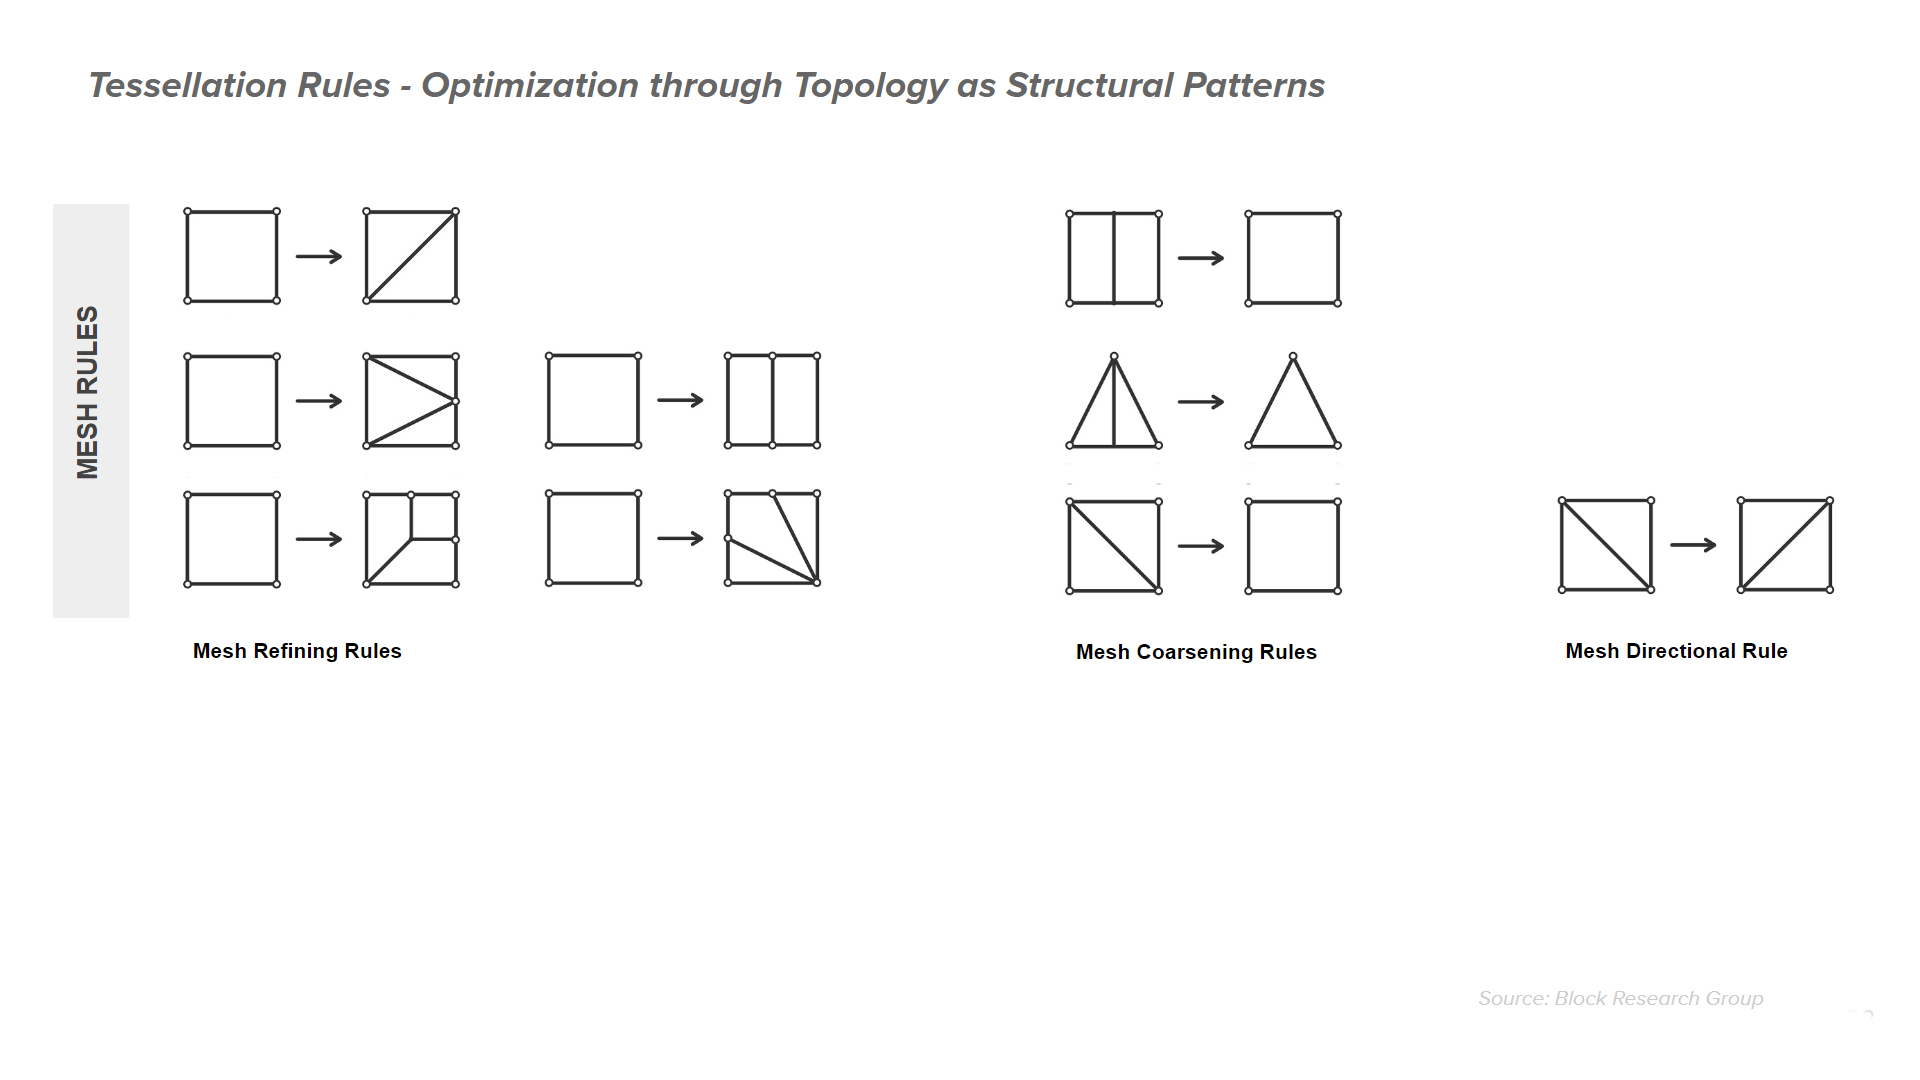 Tessellation Rules - Optimization through Topology as Structural Patterns
MESH RULES
Mesh Refining Rules
Mesh Coarsening Rules
Mesh Directional Rule
Source: Block Research Group